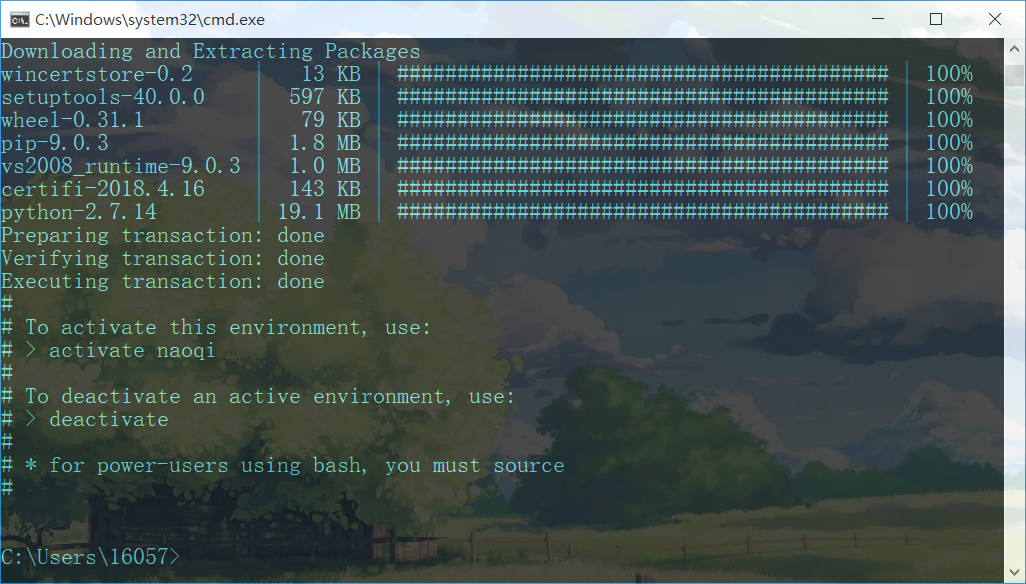 C:\Windows\system32\cmd.exe
Downloading and Extracting Packages
wincertstore-0.2     |   13 KB | ######################################### | 100%
setuptools-40.0.0    |  597 KB | ######################################### | 100%
wheel-0.31.1         |   79 KB | ######################################### | 100%
pip-9.0.3            |  1.8 MB | ######################################### | 100%
vs2008_runtime-9.0.3 |  1.0 MB | ######################################### | 100%
certifi-2018.4.16    |  143 KB | ######################################### | 100%
python-2.7.14        | 19.1 MB | ######################################### | 100%
Preparing transaction: done
Verifying transaction: done
Executing transaction: done
#
# To activate this environment, use:
# > activate naoqi
#
# To deactivate an active environment, use:
# > deactivate
#
# * for power-users using bash, you must source
#
C:\Users\16057>